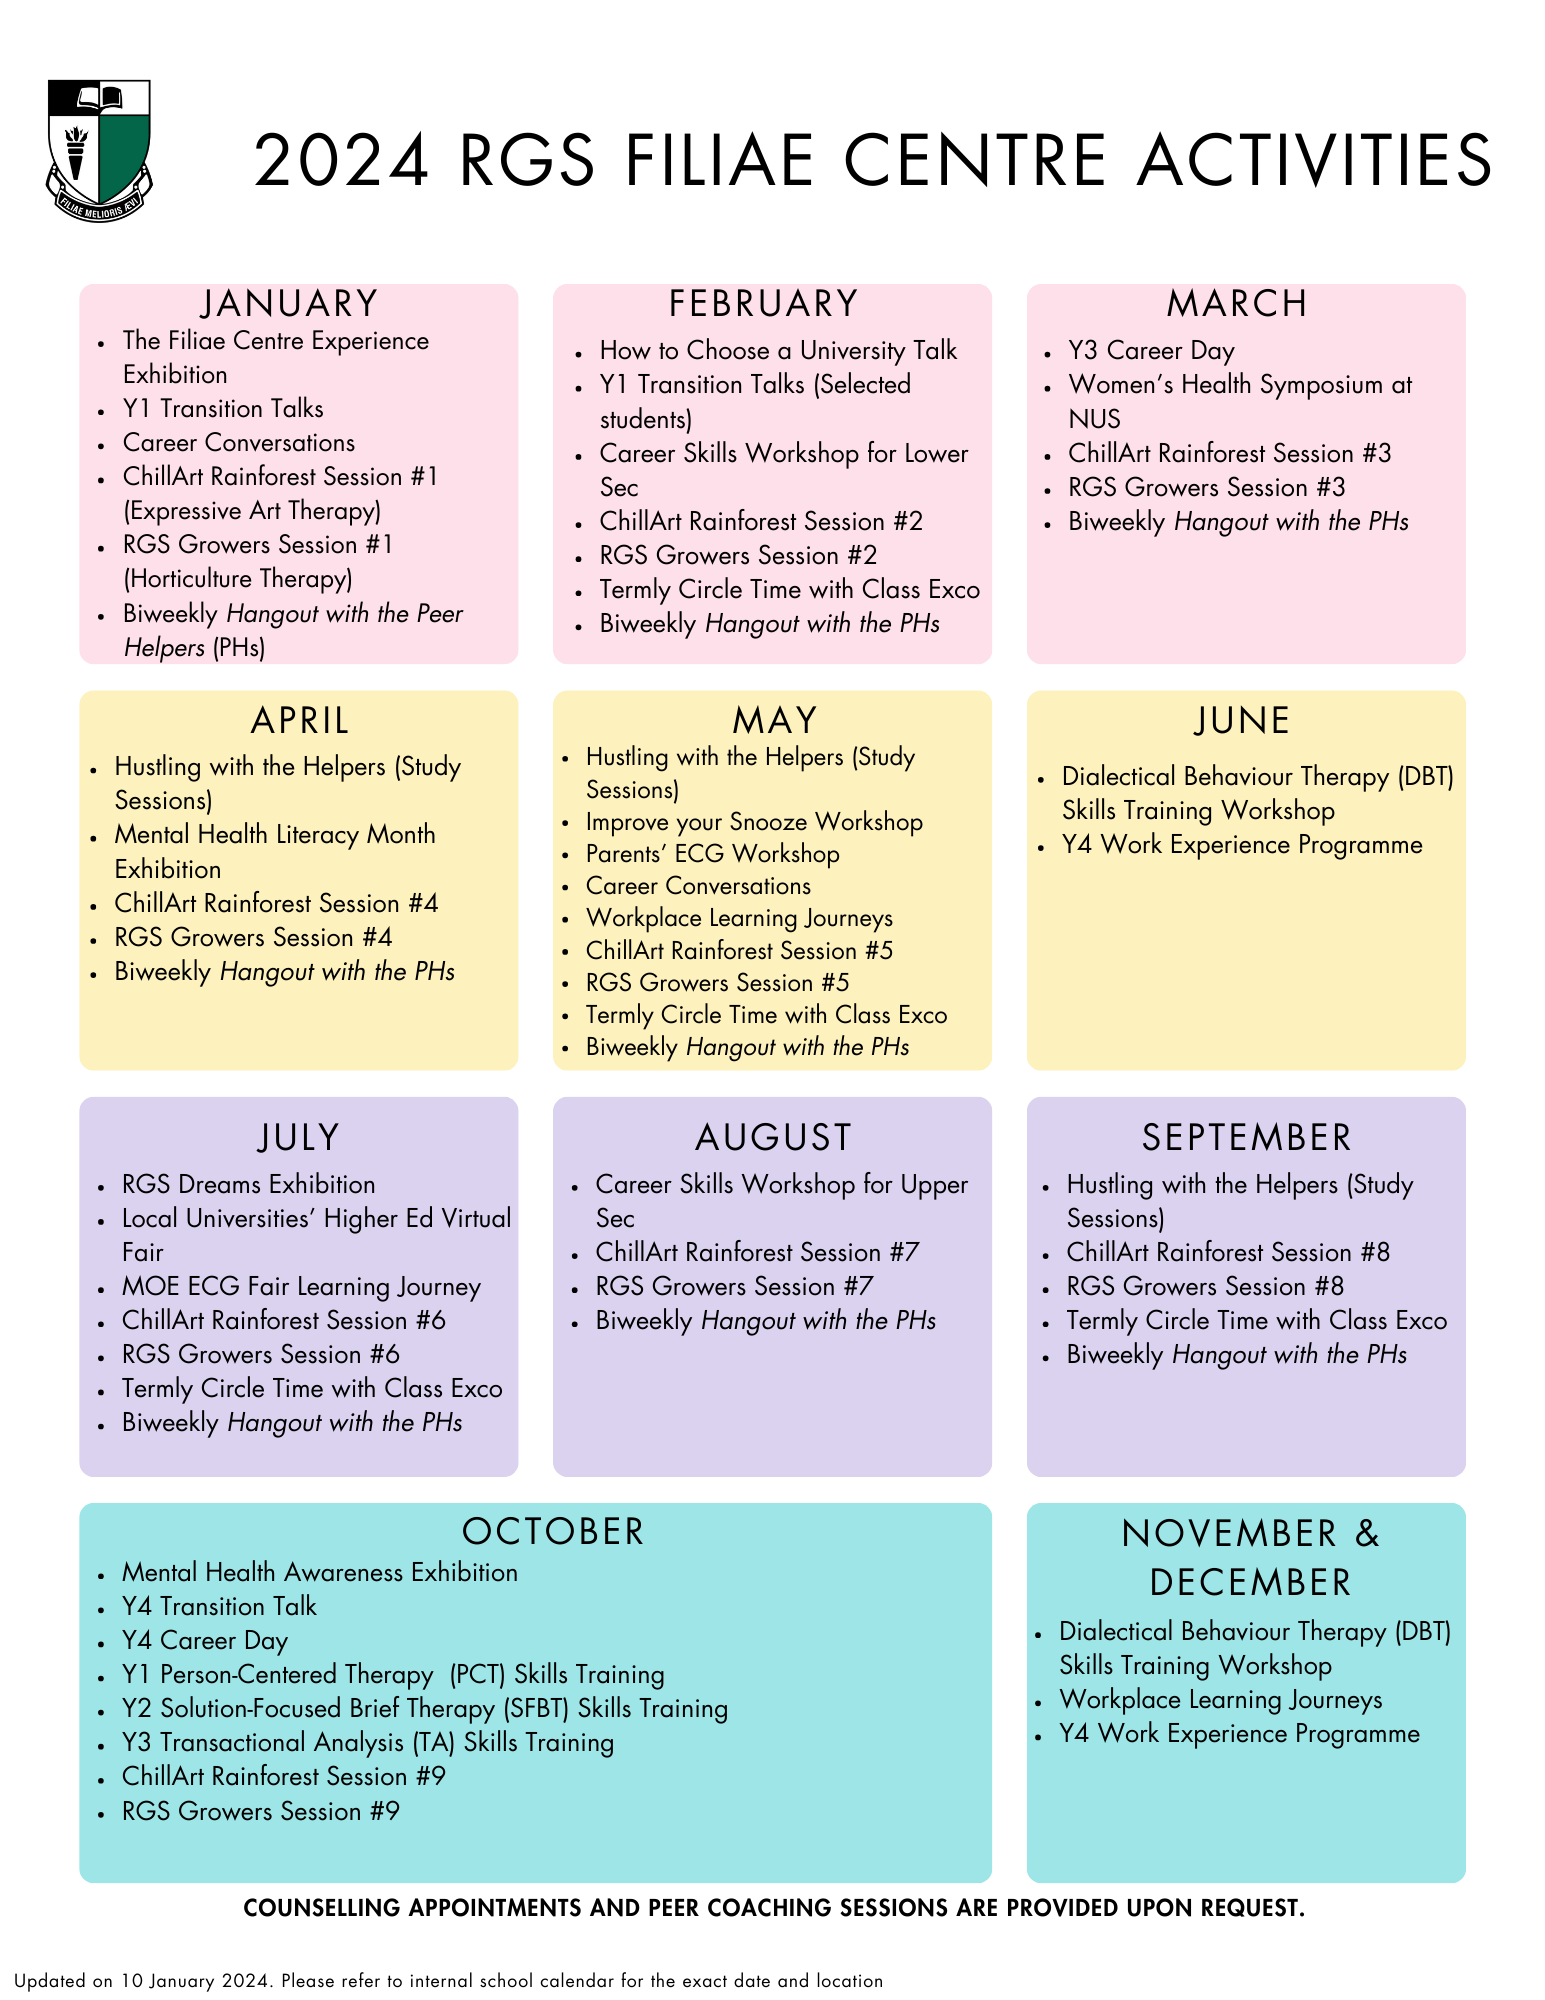 FILIAE MELIORIS ÆVI
2024 RGS FILIAE CENTRE ACTIVITIES
JANUARY
• The Filiae Centre Experience
Exhibition
• Y1 Transition Talks
• Career Conversations
• ChillArt Rainforest Session #1
(Expressive Art Therapy)
• RGS Growers Session #1
(Horticulture Therapy)
• Biweekly Hangout with the Peer
Helpers (PHs)
FEBRUARY
• How to Choose a University Talk
• Y1 Transition Talks (Selected
students)
• Career Skills Workshop for Lower
Sec
• ChillArt Rainforest Session #2
• RGS Growers Session #2
• Termly Circle Time with Class Exco
• Biweekly Hangout with the PHs
MARCH
• Y3 Career Day
• Women’s Health Symposium at
NUS
• ChillArt Rainforest Session #3
• RGS Growers Session #3
• Biweekly Hangout with the PHs
APRIL
• Hustling with the Helpers (Study
Sessions)
• Mental Health Literacy Month
Exhibition
• ChillArt Rainforest Session #4
• RGS Growers Session #4
• Biweekly Hangout with the PHs
MAY
• Hustling with the Helpers (Study
Sessions)
• Improve your Snooze Workshop
• Parents’ ECG Workshop
• Career Conversations
• Workplace Learning Journeys
• ChillArt Rainforest Session #5
• RGS Growers Session #5
• Termly Circle Time with Class Exco
• Biweekly Hangout with the PHs
JUNE
• Dialectical Behaviour Therapy (DBT)
Skills Training Workshop
• Y4 Work Experience Programme
JULY
• RGS Dreams Exhibition
• Local Universities’ Higher Ed Virtual
Fair
• MOE ECG Fair Learning Journey
• ChillArt Rainforest Session #6
• RGS Growers Session #6
• Termly Circle Time with Class Exco
• Biweekly Hangout with the PHs
AUGUST
• Career Skills Workshop for Upper
Sec
• ChillArt Rainforest Session #7
• RGS Growers Session #7
• Biweekly Hangout with the PHs
SEPTEMBER
• Hustling with the Helpers (Study
Sessions)
• ChillArt Rainforest Session #8
• RGS Growers Session #8
• Termly Circle Time with Class Exco
• Biweekly Hangout with the PHs
OCTOBER
• Mental Health Awareness Exhibition
• Y4 Transition Talk
• Y4 Career Day
• Y1 Person-Centered Therapy  (PCT) Skills Training
• Y2 Solution-Focused Brief Therapy (SFBT) Skills Training
• Y3 Transactional Analysis (TA) Skills Training
• ChillArt Rainforest Session #9
• RGS Growers Session #9
NOVEMBER &
DECEMBER
• Dialectical Behaviour Therapy (DBT)
Skills Training Workshop
• Workplace Learning Journeys
• Y4 Work Experience Programme
COUNSELLING APPOINTMENTS AND PEER COACHING SESSIONS ARE PROVIDED UPON REQUEST.
Updated on 10 January 2024. Please refer to internal school calendar for the exact date and location